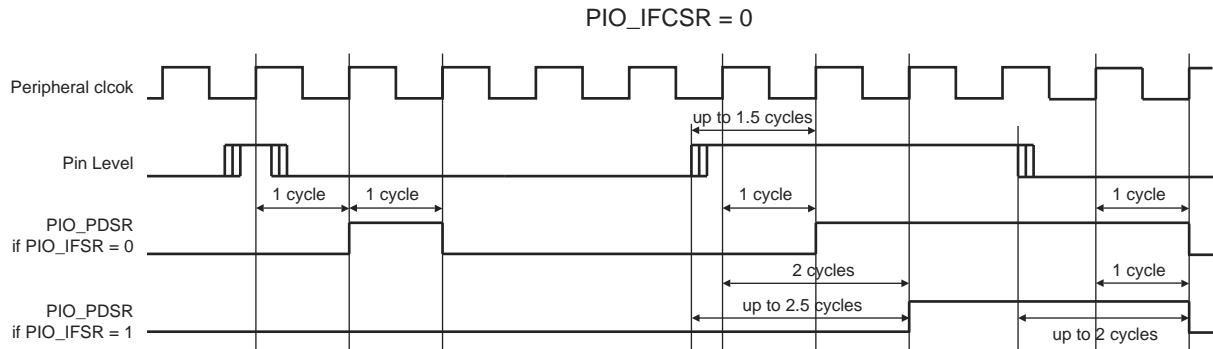 PIO_IFCSR = 0
Peripheral clcok
up to 1.5 cycles
Pin Level
1 cycle
1 cycle
1 cycle
1 cycle
PIO_PDSR
if PIO_IFSR = 0
2 cycles
1 cycle
up to 2.5 cycles
up to 2 cycles
PIO_PDSR
if PIO_IFSR = 1